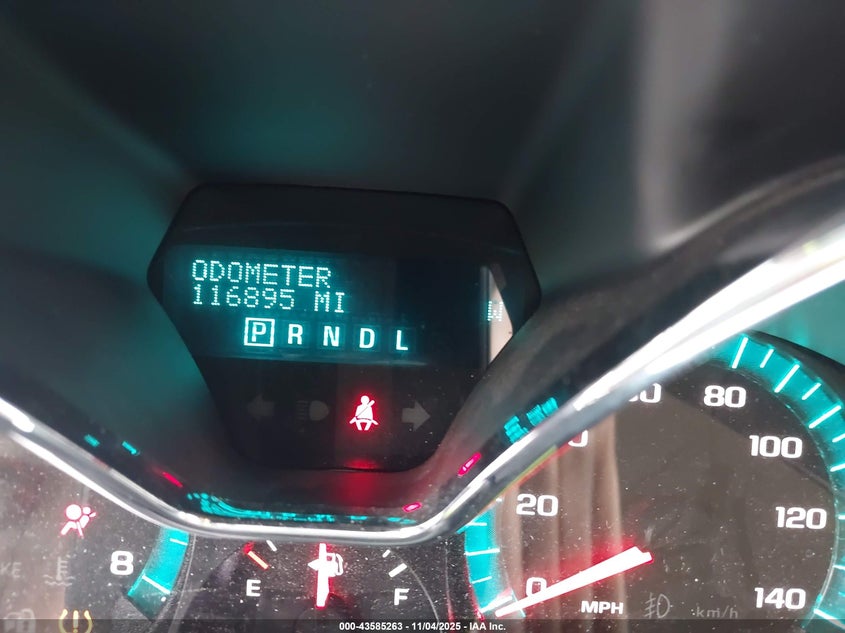 ODOMETER
116895 MI
W
P R N D L
80
100
20
120
8
0
E
F
MPH
km/h
140
000-43585263 - 11/04/2025 - IAA Inc.